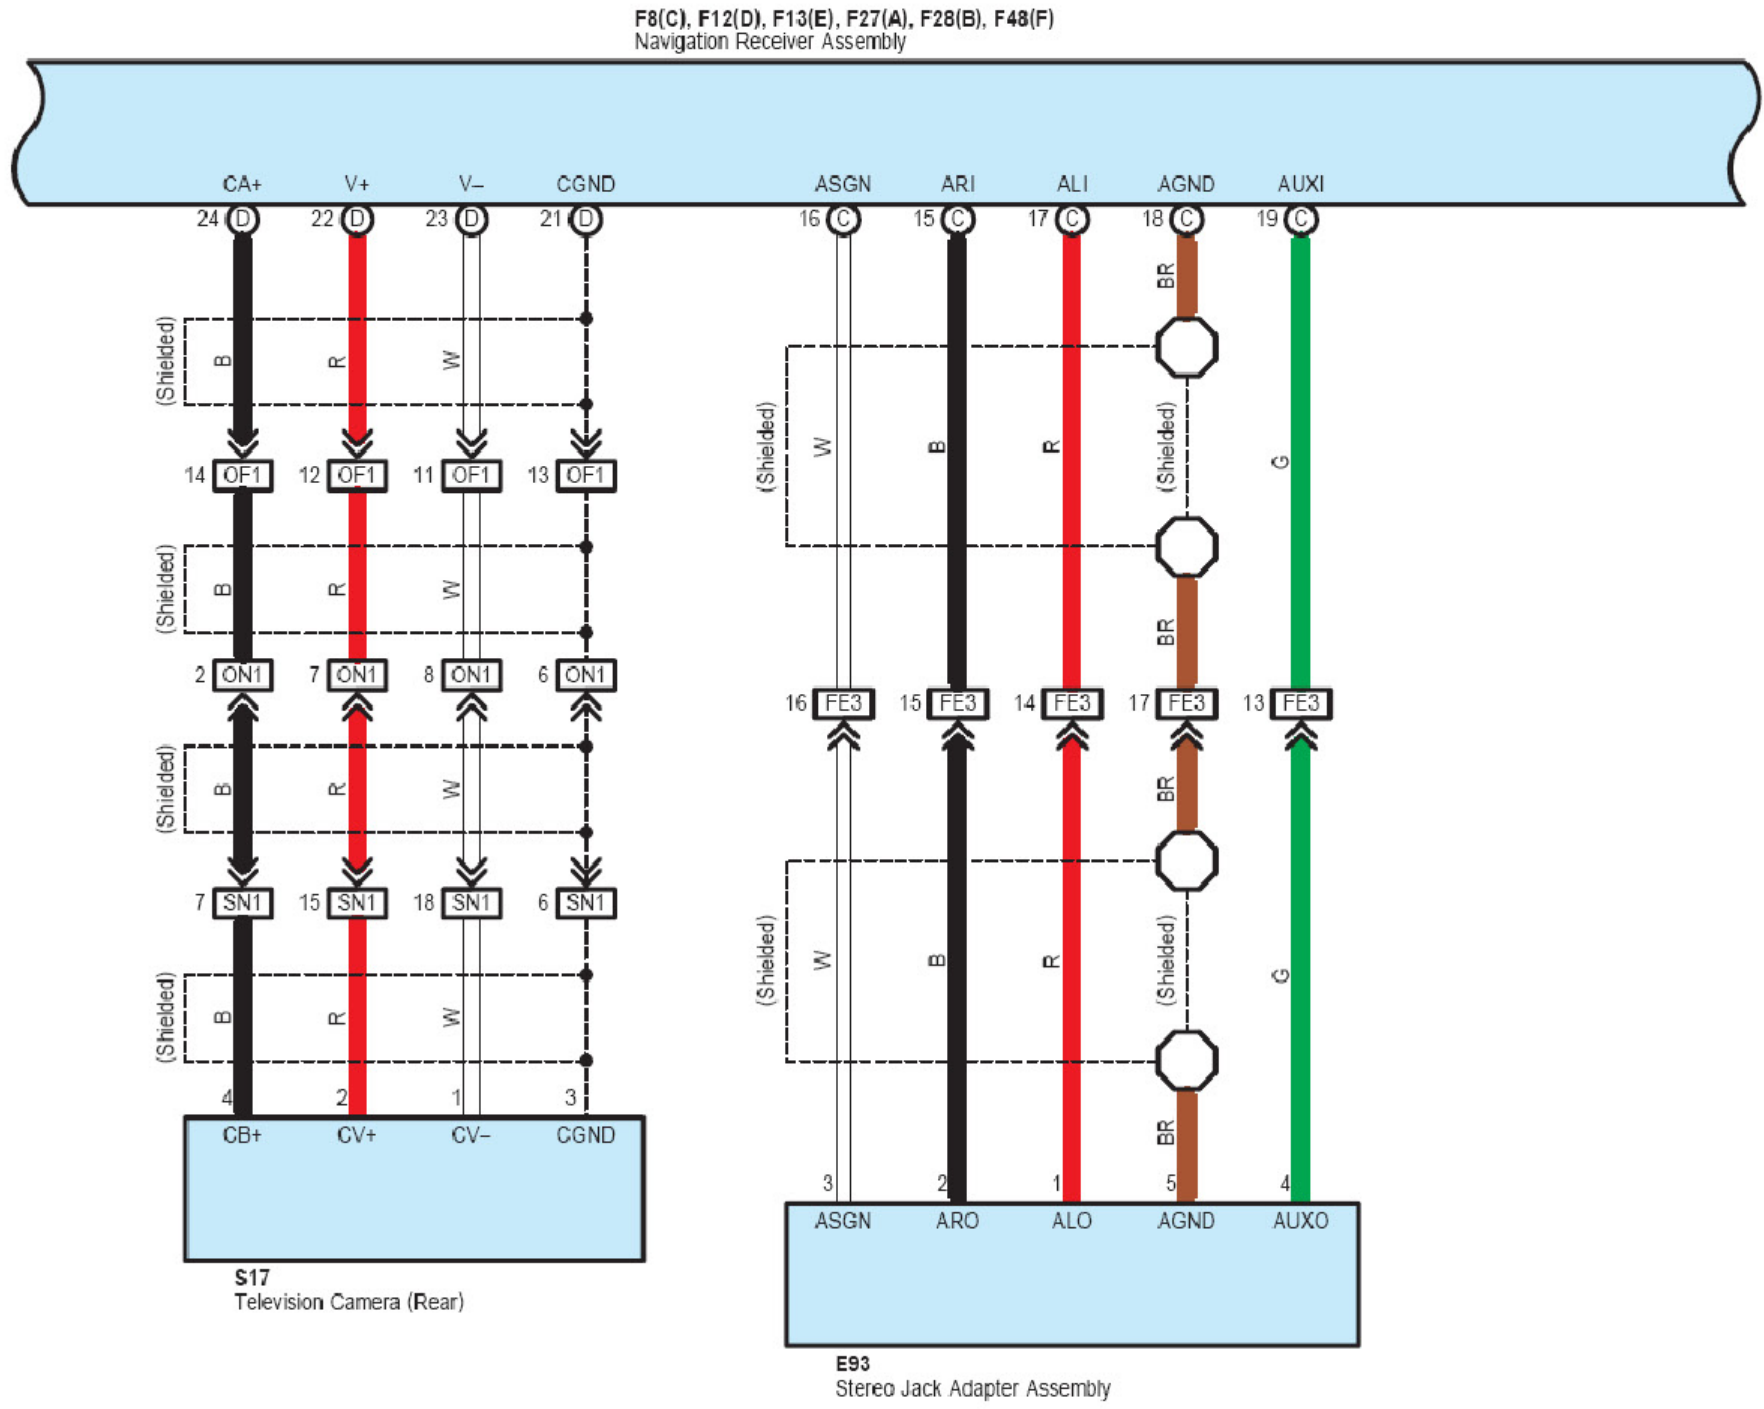 F8(C), F12(D), F13(E), F27(A), F28(B), F48(F)
Navigation Receiver Assembly
CA+ V+ V– CGND ASGN ARI ALI AGND AUXI
24 D 22 D 23 D 21 D 16 C 15 C 17 C 18 C 19 C
BR
(Shielded) B R W
(Shielded) W B R (Shielded) G
14 OF1 12 OF1 11 OF1 13 OF1
(Shielded) B R W
BR
2 ON1 7 ON1 8 ON1 6 ON1
16 FE3 15 FE3 14 FE3 17 FE3 13 FE3
(Shielded) B R W
BR
7 SN1 15 SN1 18 SN1 6 SN1
(Shielded) W B R (Shielded) G
(Shielded) B R W
4 2 1 3
CB+ CV+ CV– CGND
BR
3 2 1 5 4
ASGN ARO ALO AGND AUXO
S17
Television Camera (Rear)
E93
Stereo Jack Adapter Assembly